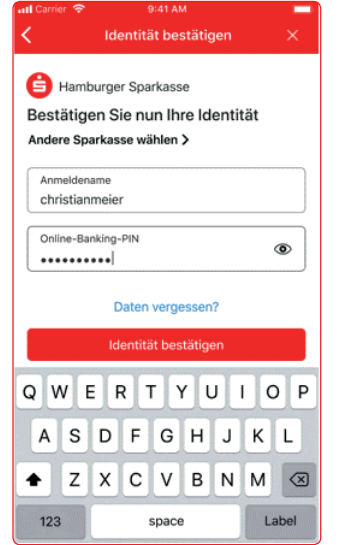 Carrier 9:41 AM
Identität bestätigen
Hamburger Sparkasse
Bestätigen Sie nun Ihre Identität
Andere Sparkasse wählen
Anmeldename
christianmeier
Online-Banking-PIN
••••••••••
Daten vergessen?
Identität bestätigen
Q W E R T Y U I O P
A S D F G H J K L
Z X C V B N M
123 space Label